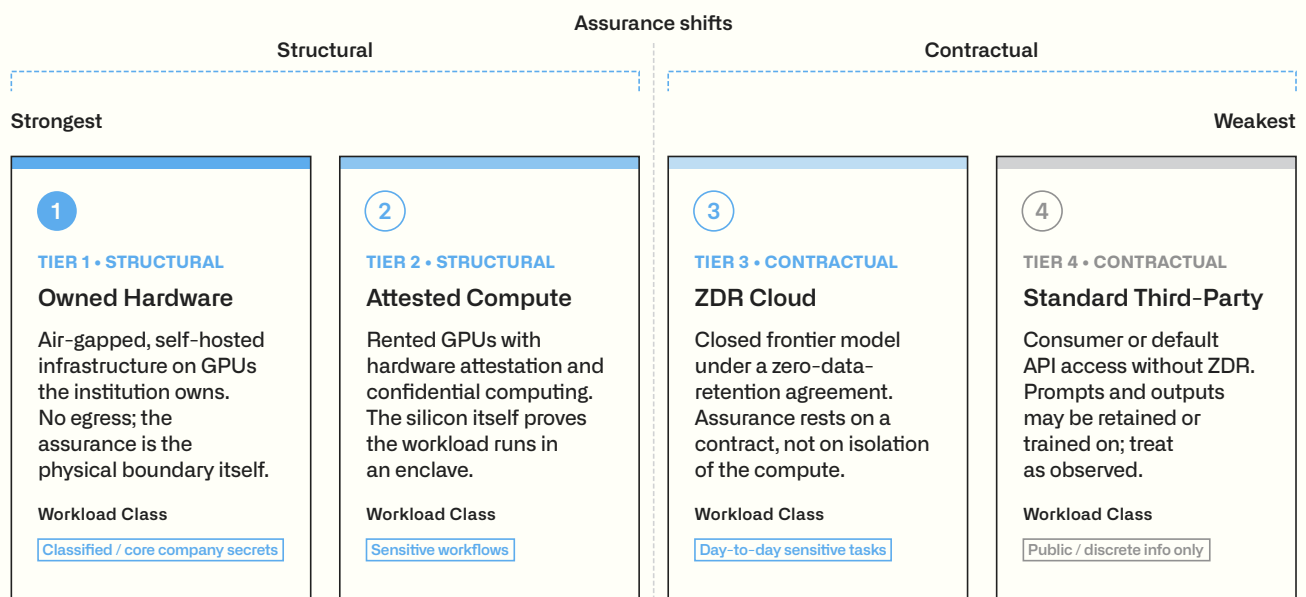 Assurance shifts
Structural
Contractual
Strongest
Weakest
1
TIER 1 • STRUCTURAL
Owned Hardware
Air-gapped, self-hosted
infrastructure on GPUs
the institution owns.
No egress; the
assurance is the
physical boundary itself.
Workload Class
Classified / core company secrets
2
TIER 2 • STRUCTURAL
Attested Compute
Rented GPUs with
hardware attestation and
confidential computing.
The silicon itself proves
the workload runs in
an enclave.
Workload Class
Sensitive workflows
3
TIER 3 • CONTRACTUAL
ZDR Cloud
Closed frontier model
under a zero-data-
retention agreement.
Assurance rests on a
contract, not on isolation
of the compute.
Workload Class
Day-to-day sensitive tasks
4
TIER 4 • CONTRACTUAL
Standard Third-Party
Consumer or default
API access without ZDR.
Prompts and outputs
may be retained or
trained on; treat
as observed.
Workload Class
Public / discrete info only